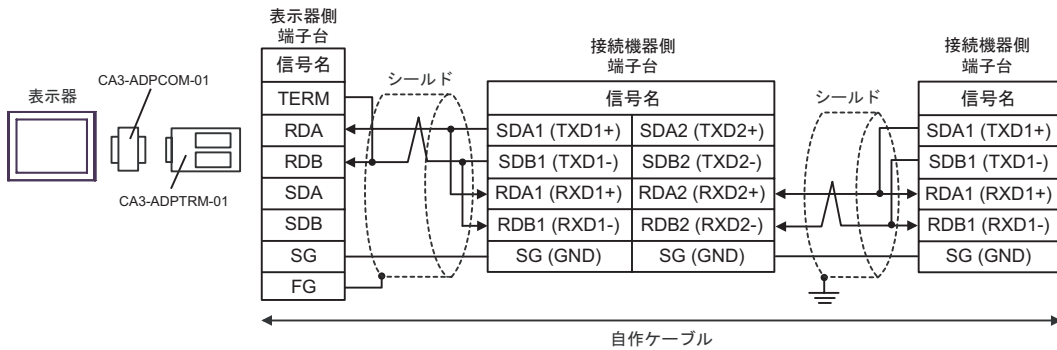 表示器
CA3-ADPCOM-01
CA3-ADPTRM-01
表示器側
端子台
信号名
TERM
RDA
RDB
SDA
SDB
SG
FG
シールド
接続機器側
端子台
信号名
SDA1 (TXD1+) SDA2 (TXD2+)
SDB1 (TXD1-) SDB2 (TXD2-)
RDA1 (RXD1+) RDA2 (RXD2+)
RDB1 (RXD1-) RDB2 (RXD2-)
SG (GND) SG (GND)
シールド
接続機器側
端子台
信号名
SDA1 (TXD1+)
SDB1 (TXD1-)
RDA1 (RXD1+)
RDB1 (RXD1-)
SG (GND)
自作ケーブル